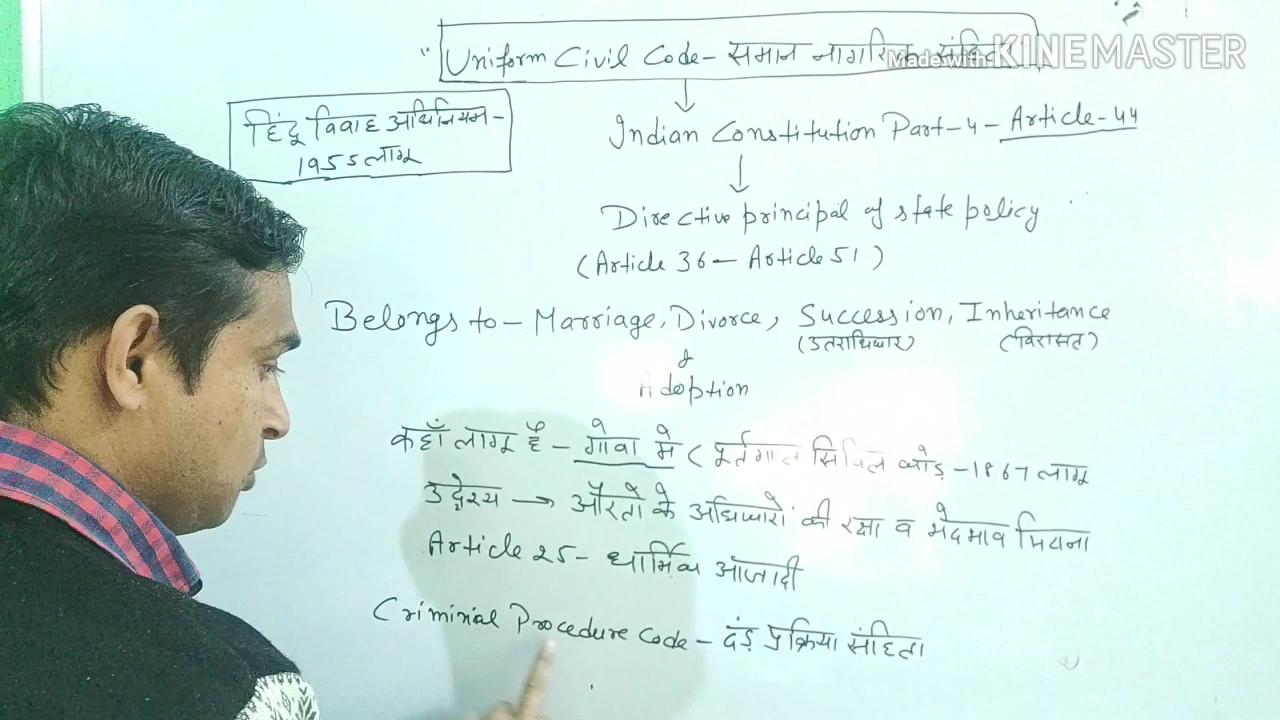 Made with KINEMASTER
" Uniform Civil Code - समान नागरिक संहिता
हिंदू विवाह अधिनियम -
1955 लागू
Indian Constitution Part-4 - Article-44
Directive principal of state policy
(Article 36 - Article 51)
Belongs to - Marriage, Divorce, Succession, Inheritance
(उतराधिकार) (विरासत)
&
Adoption
कहाँ लागू है - गोवा मे ( पूर्तगाल सिविल कोड़ - 1867 लागू
उद्देश्य → औरतो के अधिकारों की रक्षा व भेदभाव मिटाना
Article 25 - धार्मिक आजादी
Criminal Procedure Code - दंड़ प्रक्रिया संहिता